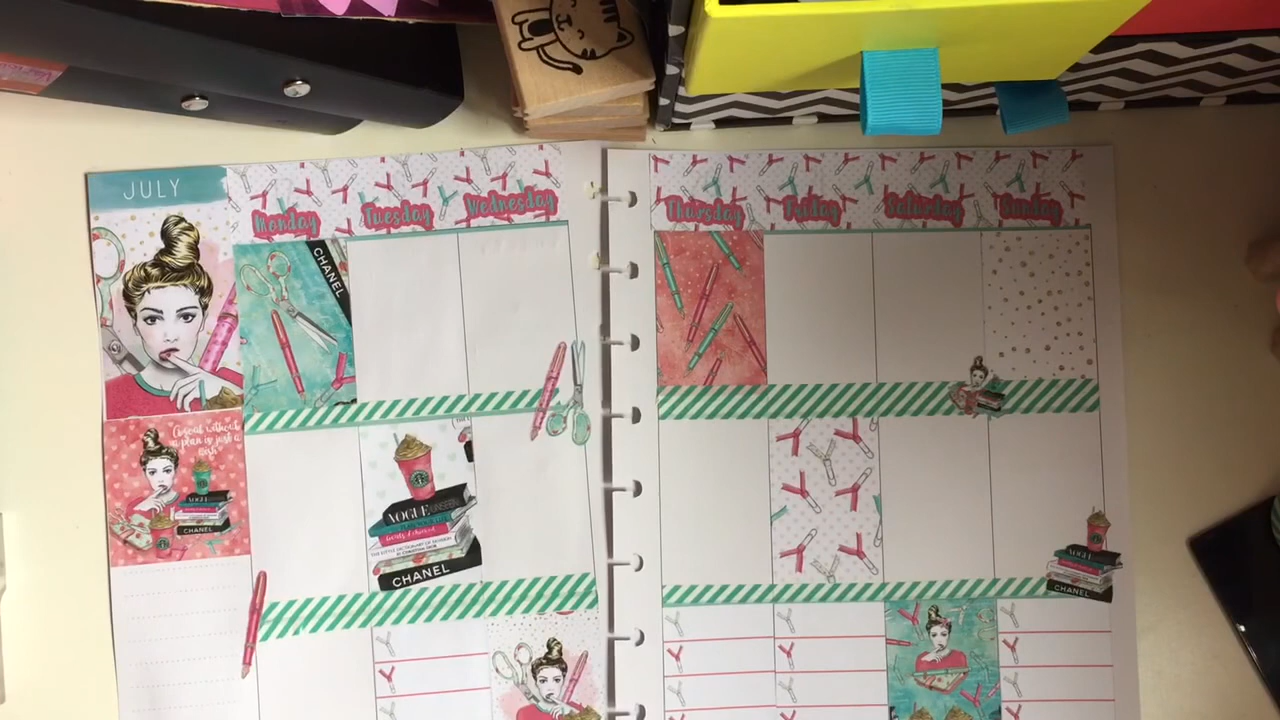 JULY
Monday
Tuesday
Wednesday
Thursday
Friday
Saturday
Sunday
CHANEL
A goal without
a plan is just a
wish
VOGUE
CHANEL
VOGUE
CHANEL
CHANEL